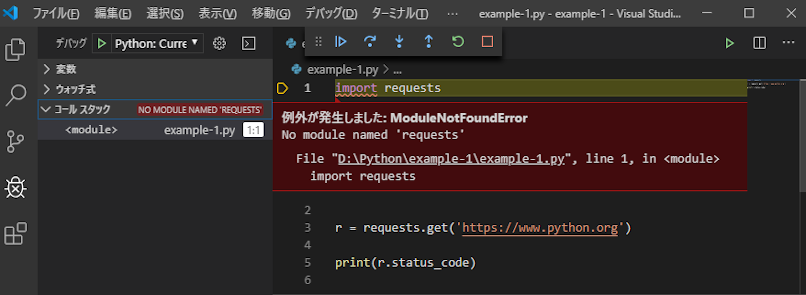 ファイル(F) 編集(E) 選択(S) 表示(V) 移動(G) デバッグ(D) ターミナル(T) … example-1.py - example-1 - Visual Studi...
デバッグ Python: Curre
変数
ウォッチ式
コール スタック NO MODULE NAMED 'REQUESTS'
<module> example-1.py 1:1
example-1.py > ...
1 import requests
例外が発生しました: ModuleNotFoundError
No module named 'requests'
File "D:\Python\example-1\example-1.py", line 1, in <module>
import requests
2
3 r = requests.get('https://www.python.org')
4
5 print(r.status_code)
6